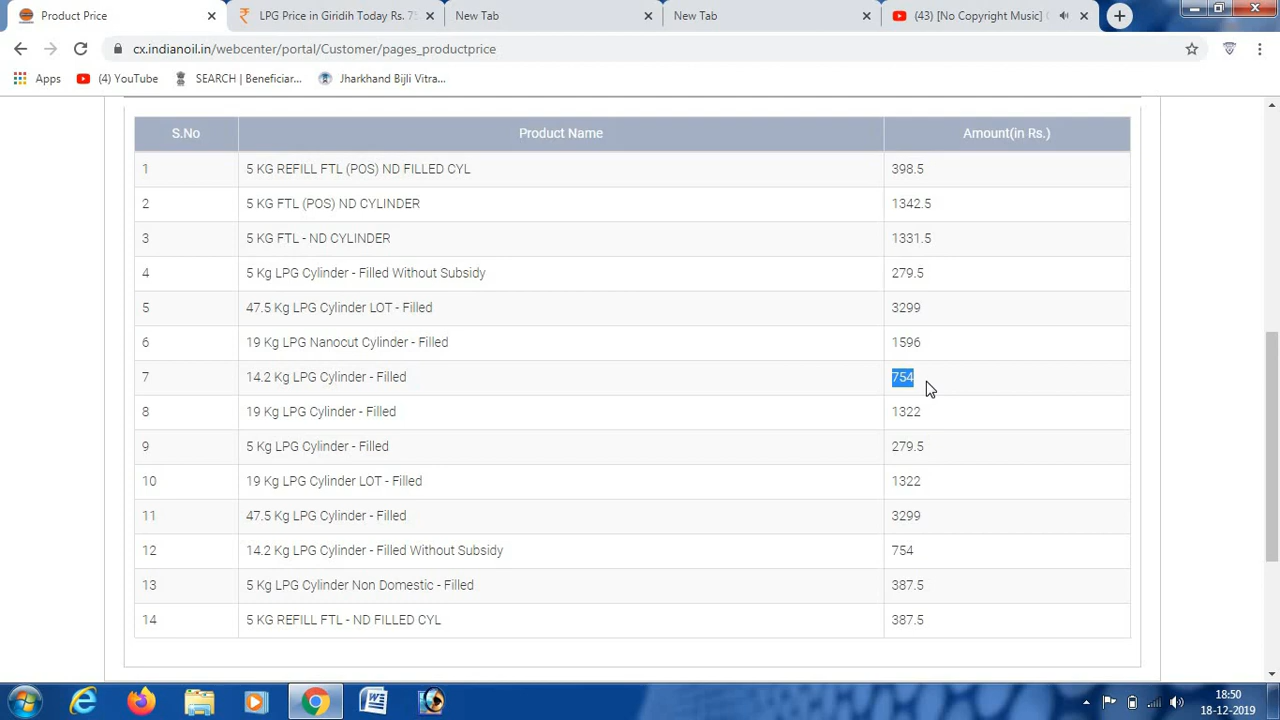 Product Price
LPG Price in Giridih Today Rs. 75
New Tab
New Tab
(43) [No Copyright Music]
cx.indianoil.in/webcenter/portal/Customer/pages_productprice
Apps
(4) YouTube
SEARCH | Beneficiar...
Jharkhand Bijli Vitra...
S.No Product Name Amount(in Rs.)
1 5 KG REFILL FTL (POS) ND FILLED CYL 398.5
2 5 KG FTL (POS) ND CYLINDER 1342.5
3 5 KG FTL - ND CYLINDER 1331.5
4 5 Kg LPG Cylinder - Filled Without Subsidy 279.5
5 47.5 Kg LPG Cylinder LOT - Filled 3299
6 19 Kg LPG Nanocut Cylinder - Filled 1596
7 14.2 Kg LPG Cylinder - Filled 754
8 19 Kg LPG Cylinder - Filled 1322
9 5 Kg LPG Cylinder - Filled 279.5
10 19 Kg LPG Cylinder LOT - Filled 1322
11 47.5 Kg LPG Cylinder - Filled 3299
12 14.2 Kg LPG Cylinder - Filled Without Subsidy 754
13 5 Kg LPG Cylinder Non Domestic - Filled 387.5
14 5 KG REFILL FTL - ND FILLED CYL 387.5
18:50
18-12-2019